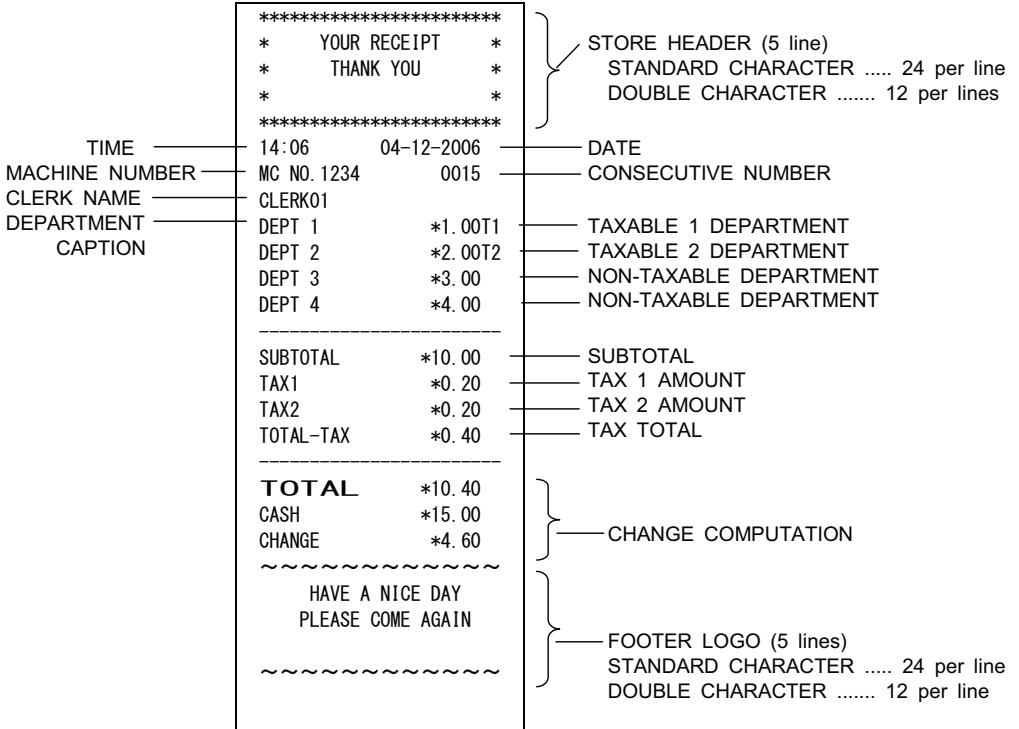 ************************
* YOUR RECEIPT *
* THANK YOU *
* *
************************
STORE HEADER (5 line)
STANDARD CHARACTER ..... 24 per line
DOUBLE CHARACTER ....... 12 per lines
TIME 14:06 04-12-2006 DATE
MACHINE NUMBER MC NO.1234 0015 CONSECUTIVE NUMBER
CLERK NAME CLERK01
DEPARTMENT CAPTION DEPT 1 *1.00T1 TAXABLE 1 DEPARTMENT
DEPT 2 *2.00T2 TAXABLE 2 DEPARTMENT
DEPT 3 *3.00 NON-TAXABLE DEPARTMENT
DEPT 4 *4.00 NON-TAXABLE DEPARTMENT
------------------------
SUBTOTAL *10.00 SUBTOTAL
TAX1 *0.20 TAX 1 AMOUNT
TAX2 *0.20 TAX 2 AMOUNT
TOTAL-TAX *0.40 TAX TOTAL
------------------------
TOTAL *10.40
CASH *15.00
CHANGE *4.60
CHANGE COMPUTATION
~~~~~~~~~~~~
HAVE A NICE DAY
PLEASE COME AGAIN
~~~~~~~~~~~~
FOOTER LOGO (5 lines)
STANDARD CHARACTER ..... 24 per line
DOUBLE CHARACTER ....... 12 per line